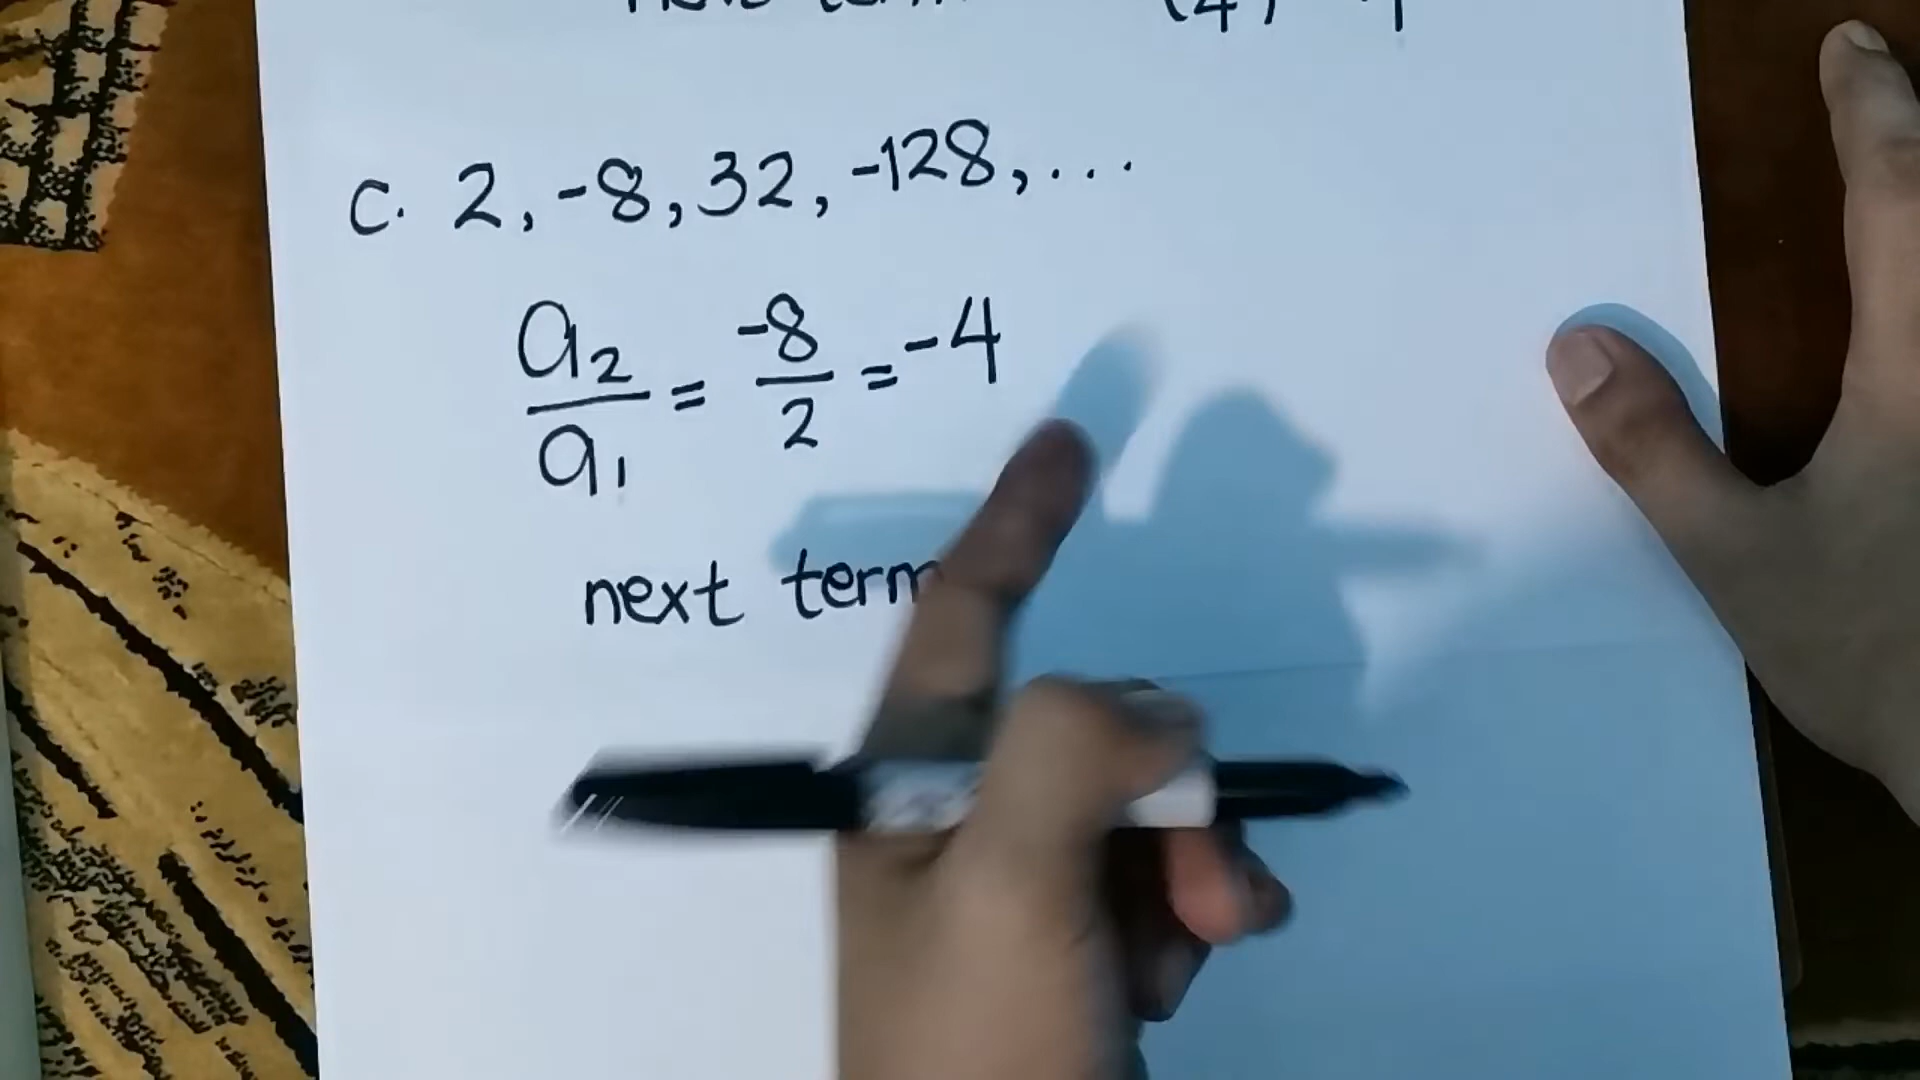 c. 2, -8, 32, -128, ...
a₂/a₁ = -8/2 = -4
next term